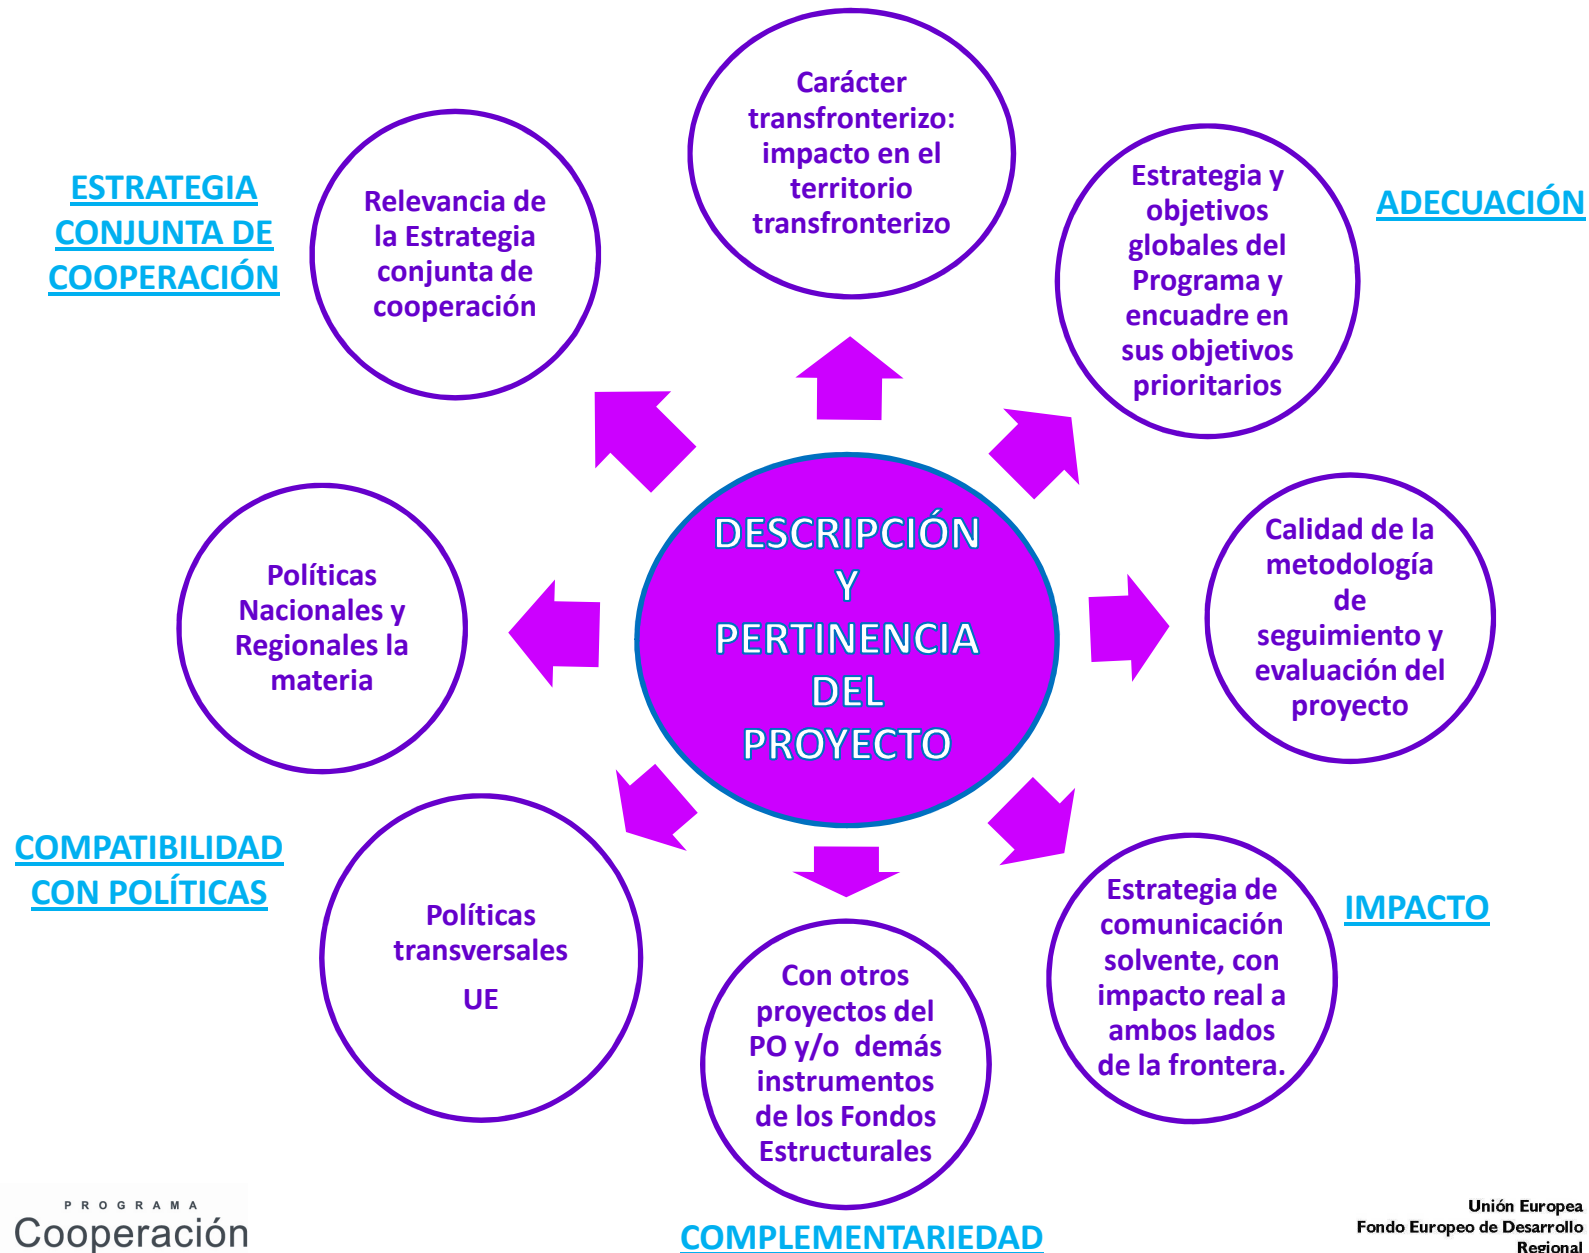 Carácter
transfronterizo:
impacto en el
territorio
transfronterizo
ESTRATEGIA
CONJUNTA DE
COOPERACIÓN
Relevancia de
la Estrategia
conjunta de
cooperación
Estrategia y
objetivos
globales del
Programa y
encuadre en
sus objetivos
prioritarios
ADECUACIÓN
DESCRIPCIÓN
Y
PERTINENCIA
DEL
PROYECTO
Políticas
Nacionales y
Regionales la
materia
Calidad de la
metodología
de
seguimiento y
evaluación del
proyecto
COMPATIBILIDAD
CON POLÍTICAS
Políticas
transversales
UE
Con otros
proyectos del
PO y/o demás
instrumentos
de los Fondos
Estructurales
Estrategia de
comunicación
solvente, con
impacto real a
ambos lados
de la frontera.
IMPACTO
COMPLEMENTARIEDAD
PROGRAMA
Cooperación
Unión Europea
Fondo Europeo de Desarrollo
Regional